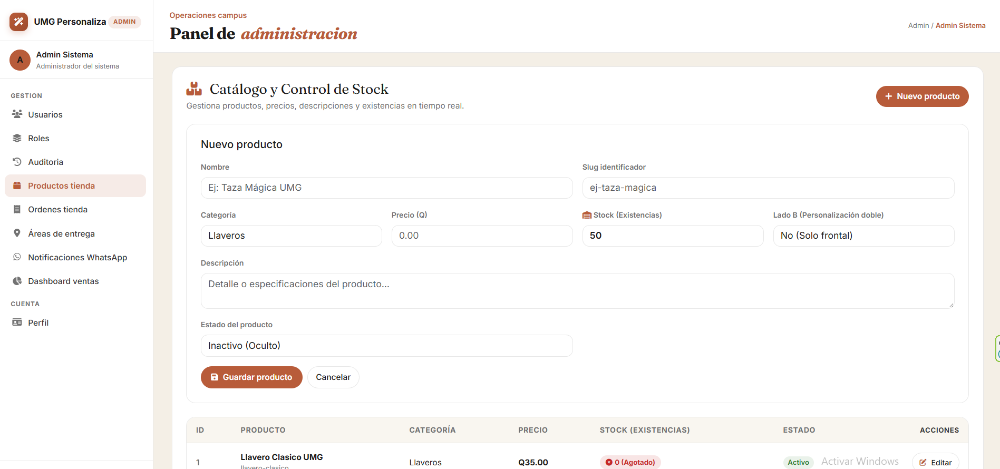 UMG Personaliza ADMIN
A
Admin Sistema
Administrador del sistema
GESTION
Usuarios
Roles
Auditoria
Productos tienda
Ordenes tienda
Áreas de entrega
Notificaciones WhatsApp
Dashboard ventas
CUENTA
Perfil
Operaciones campus
Panel de administracion
Admin / Admin Sistema
Catálogo y Control de Stock
Gestiona productos, precios, descripciones y existencias en tiempo real.
+ Nuevo producto
Nuevo producto
Nombre
Slug identificador
Ej: Taza Mágica UMG
ej-taza-magica
Categoría
Precio (Q)
Stock (Existencias)
Lado B (Personalización doble)
Llaveros
0.00
50
No (Solo frontal)
Descripción
Detalle o especificaciones del producto...
Estado del producto
Inactivo (Oculto)
Guardar producto
Cancelar
ID PRODUCTO CATEGORÍA PRECIO STOCK (EXISTENCIAS) ESTADO ACCIONES
1 Llavero Clasico UMG Llaveros Q35.00 0 (Agotado) Activo Editar
llavero-clasico
Activar Windows